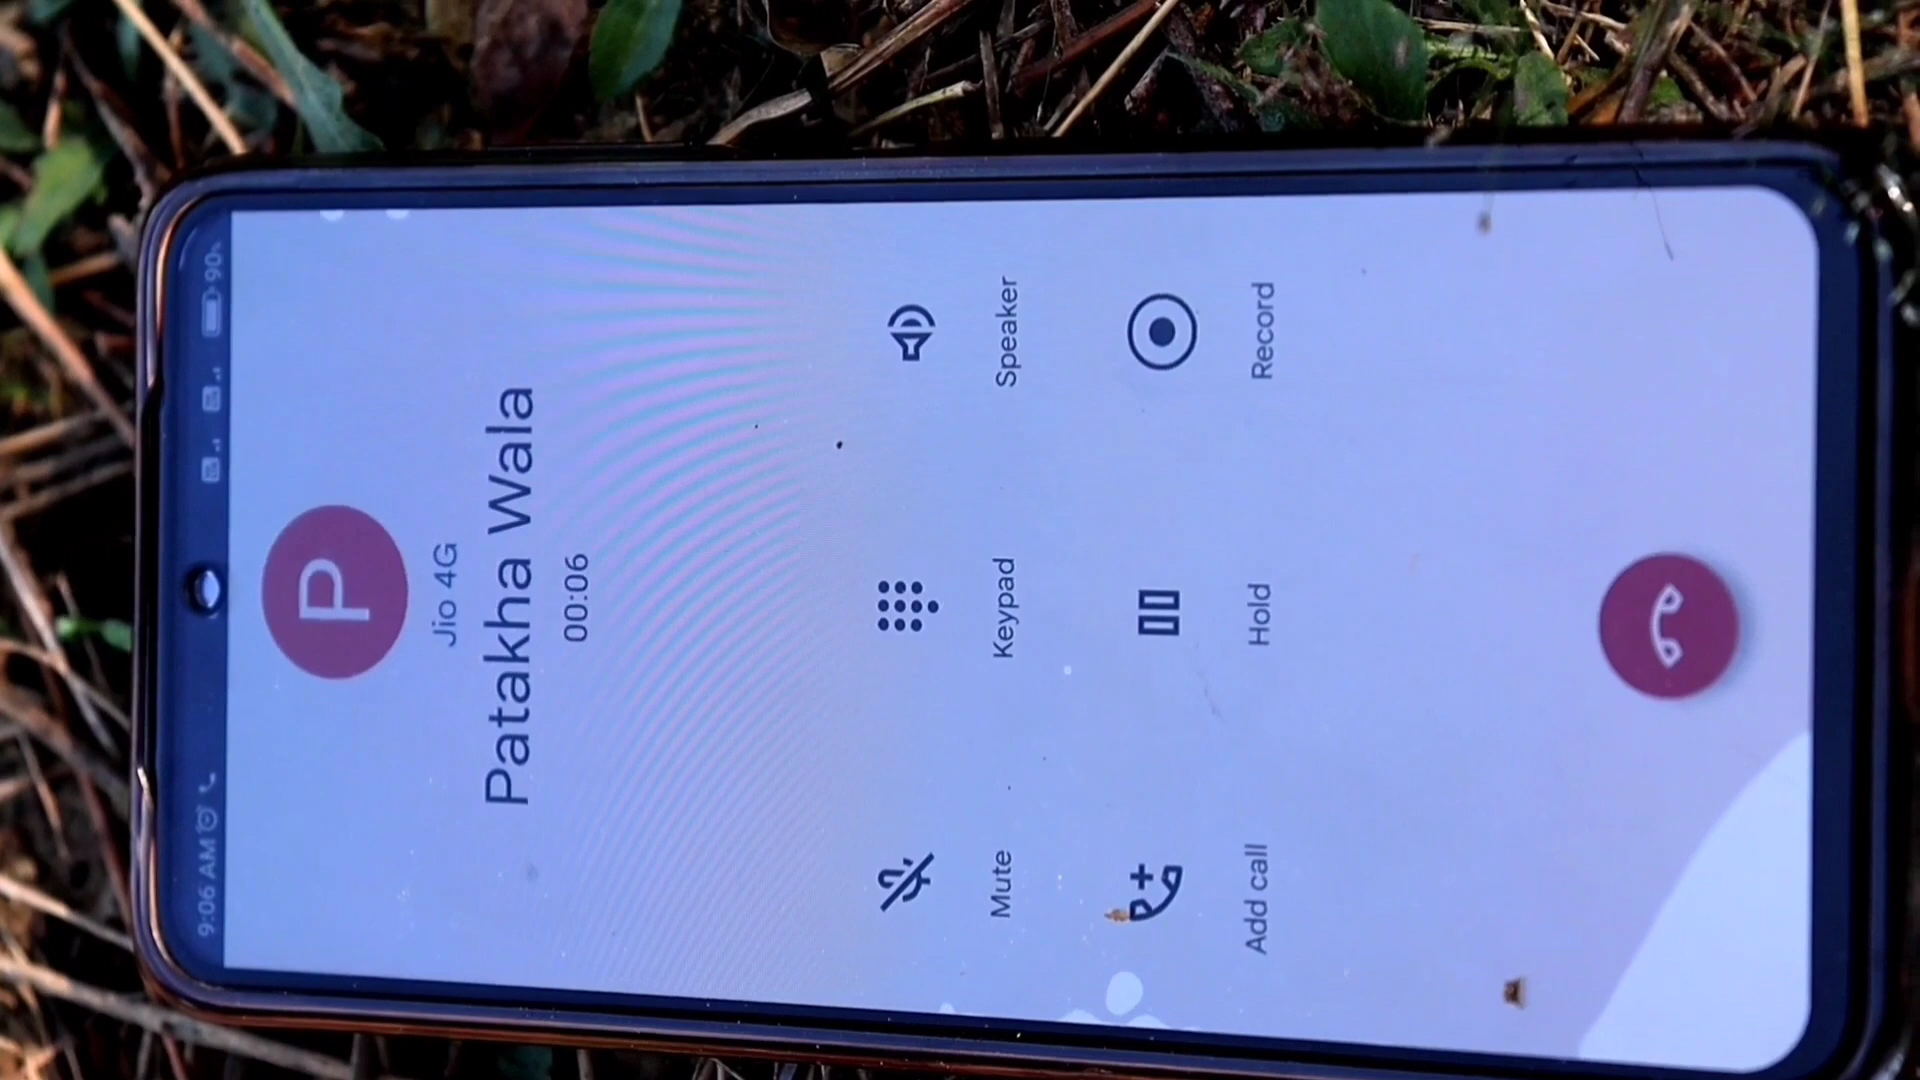 9:06 AM
90
P
Jio 4G
Patakha Wala
00:06
Mute
Keypad
Speaker
Add call
Hold
Record